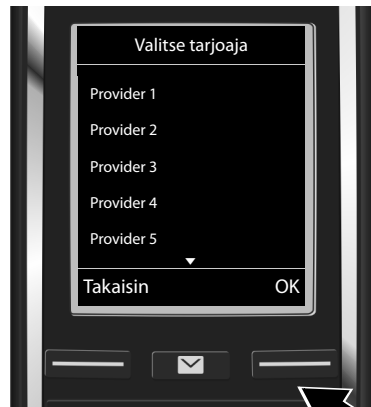 Valitse tarjoaja
Provider 1
Provider 2
Provider 3
Provider 4
Provider 5
Takaisin OK